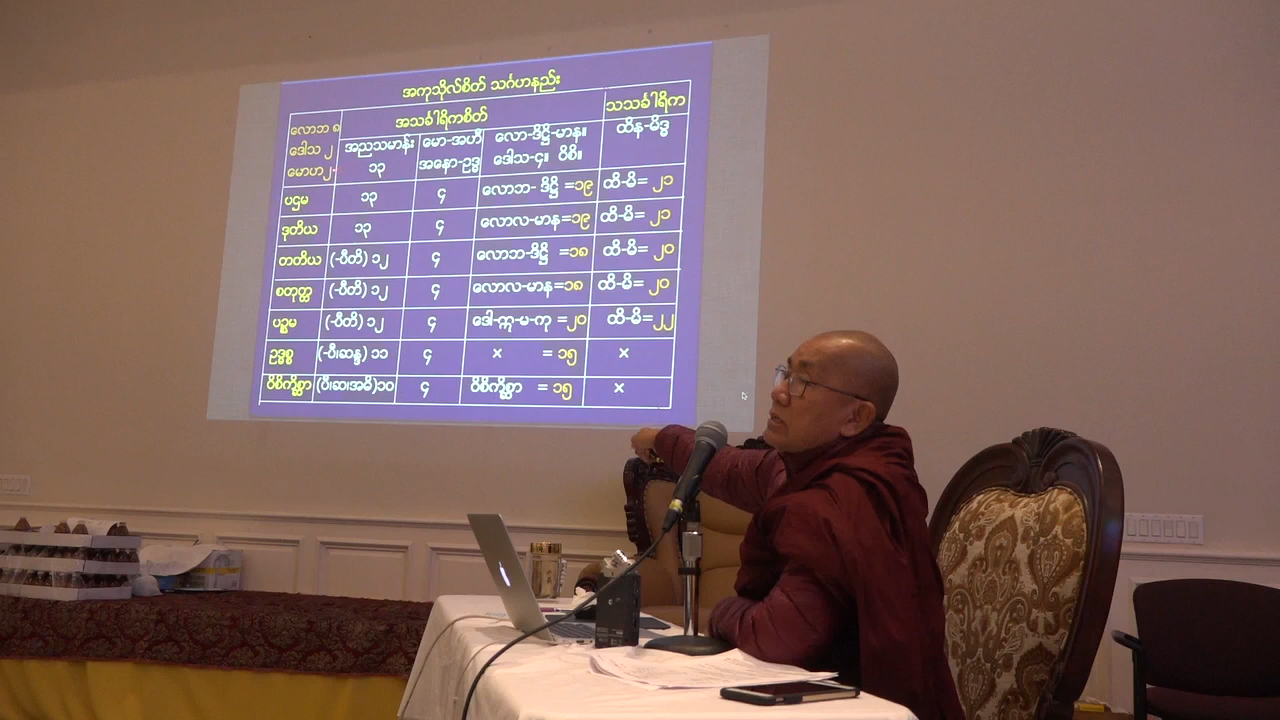 အကုသိုလ်စိတ် သင်္ဂဟနည်း
လောဘ ၈ ဒေါသ ၂ မောဟ၂- အသင်္ခါရိကစိတ် သသင်္ခါရိက
အညသမာန်း ၁၃ မော-အဟီ အနော-ဥဒ္ဓ လော-ဒိဋ္ဌိ-မာန။ ဒေါသ-၄။ ဝိစိ။ ထိန-မိဒ္ဓ
ပဌမ ၁၃ ၄ လောဘ- ဒိဋ္ဌိ =၁၉ ထိ-မိ= ၂၁
ဒုတိယ ၁၃ ၄ လောလ-မာန=၁၉ ထိ-မိ= ၂၁
တတိယ (-ပီတိ) ၁၂ ၄ လောဘ-ဒိဋ္ဌိ =၁၈ ထိ-မိ= ၂၀
စတုတ္ထ (-ပီတိ) ၁၂ ၄ လောလ-မာန=၁၈ ထိ-မိ= ၂၀
ပဉ္စမ (-ပီတိ) ၁၂ ၄ ဒေါ-ဣ-မ-ကု =၂၀ ထိ-မိ=၂၂
ဥဒ္ဓစ္စ (-ပီ၊ဆန္ဒ) ၁၁ ၄ × = ၁၅ ×
ဝိစိကိစ္ဆာ (ပီ၊ဆ၊အဓိ)၁၀ ၄ ဝိစိကိစ္ဆာ = ၁၅ ×